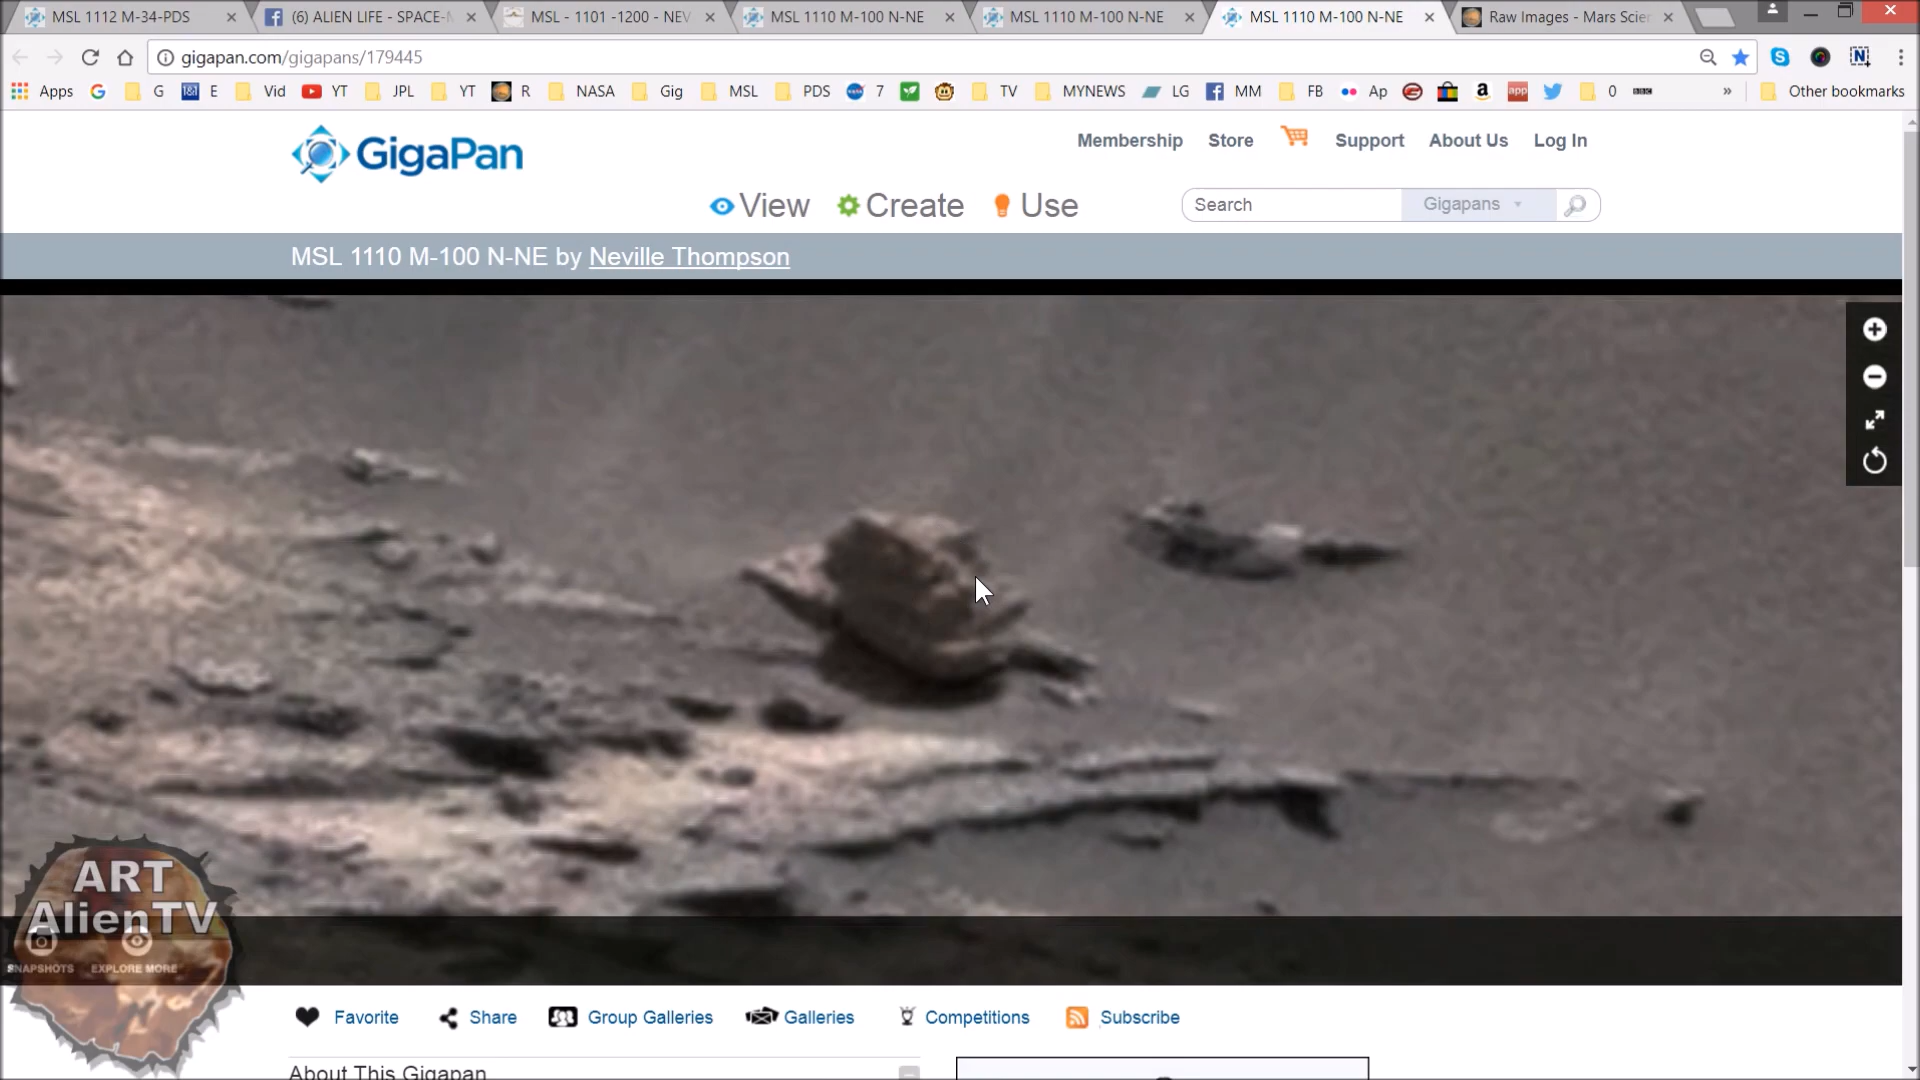 MSL 1112 M-34-PDS
(6) ALIEN LIFE - SPACE-
MSL - 1101 -1200 - NEV
MSL 1110 M-100 N-NE
MSL 1110 M-100 N-NE
MSL 1110 M-100 N-NE
Raw Images - Mars Scien
gigapan.com/gigapans/179445
Apps G E Vid YT JPL YT R NASA Gig MSL PDS 7 TV MYNEWS LG MM FB Ap app 0 BBC » Other bookmarks
GigaPan
Membership Store Support About Us Log In
View Create Use Search Gigapans
MSL 1110 M-100 N-NE by Neville Thompson
ART
AlienTV
SNAPSHOTS EXPLORE MORE
Favorite Share Group Galleries Galleries Competitions Subscribe
About This Gigapan